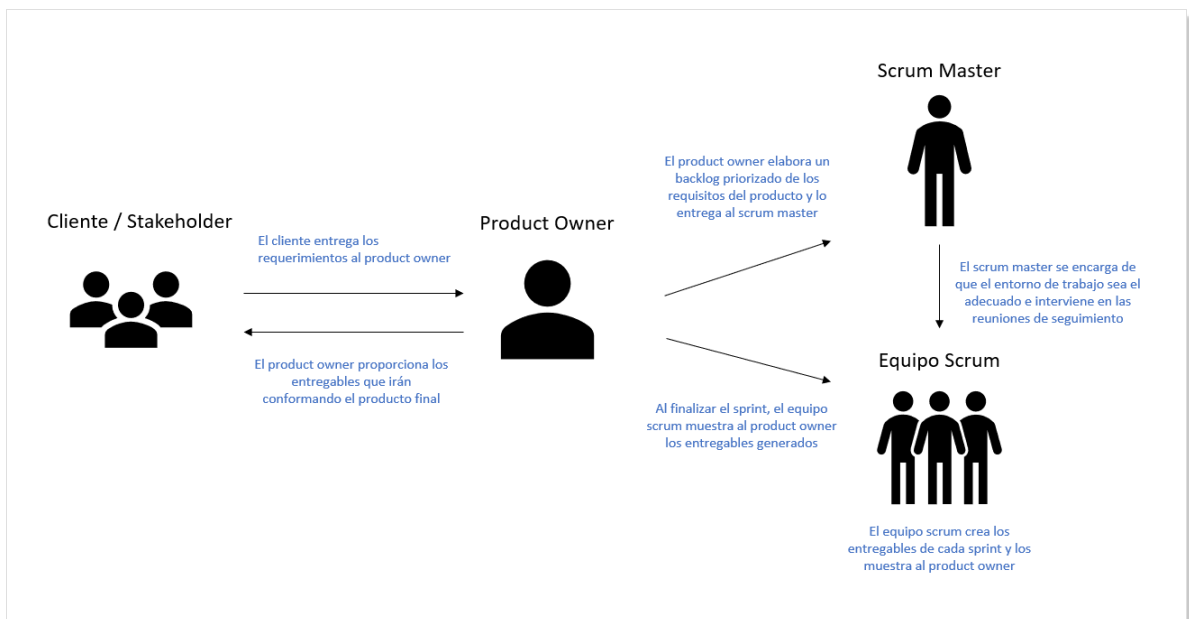 Scrum Master
El product owner elabora un
backlog priorizado de los
requisitos del producto y lo
entrega al scrum master
Cliente / Stakeholder
Product Owner
El cliente entrega los
requerimientos al product owner
El scrum master se encarga de
que el entorno de trabajo sea el
adecuado e interviene en las
reuniones de seguimiento
El product owner proporciona los
entregables que irán
conformando el producto final
Equipo Scrum
Al finalizar el sprint, el equipo
scrum muestra al product owner
los entregables generados
El equipo scrum crea los
entregables de cada sprint y los
muestra al product owner